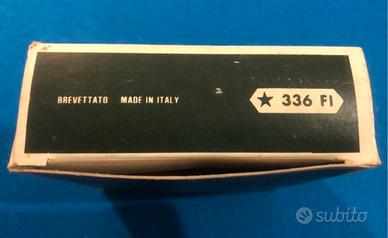 BREVETTATO MADE IN ITALY
★ 336 FI
subito